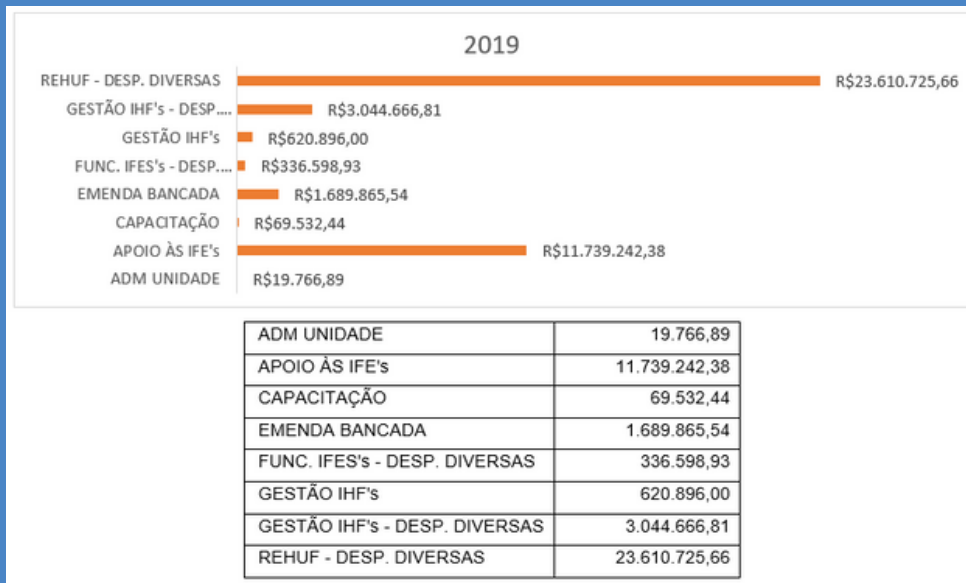 2019
REHUF - DESP. DIVERSAS R$23.610.725,66
GESTÃO IHF's - DESP.... R$3.044.666,81
GESTÃO IHF's R$620.896,00
FUNC. IFES's - DESP.... R$336.598,93
EMENDA BANCADA R$1.689.865,54
CAPACITAÇÃO R$69.532,44
APOIO ÀS IFE's R$11.739.242,38
ADM UNIDADE R$19.766,89
ADM UNIDADE 19.766,89
APOIO ÀS IFE's 11.739.242,38
CAPACITAÇÃO 69.532,44
EMENDA BANCADA 1.689.865,54
FUNC. IFES's - DESP. DIVERSAS 336.598,93
GESTÃO IHF's 620.896,00
GESTÃO IHF's - DESP. DIVERSAS 3.044.666,81
REHUF - DESP. DIVERSAS 23.610.725,66